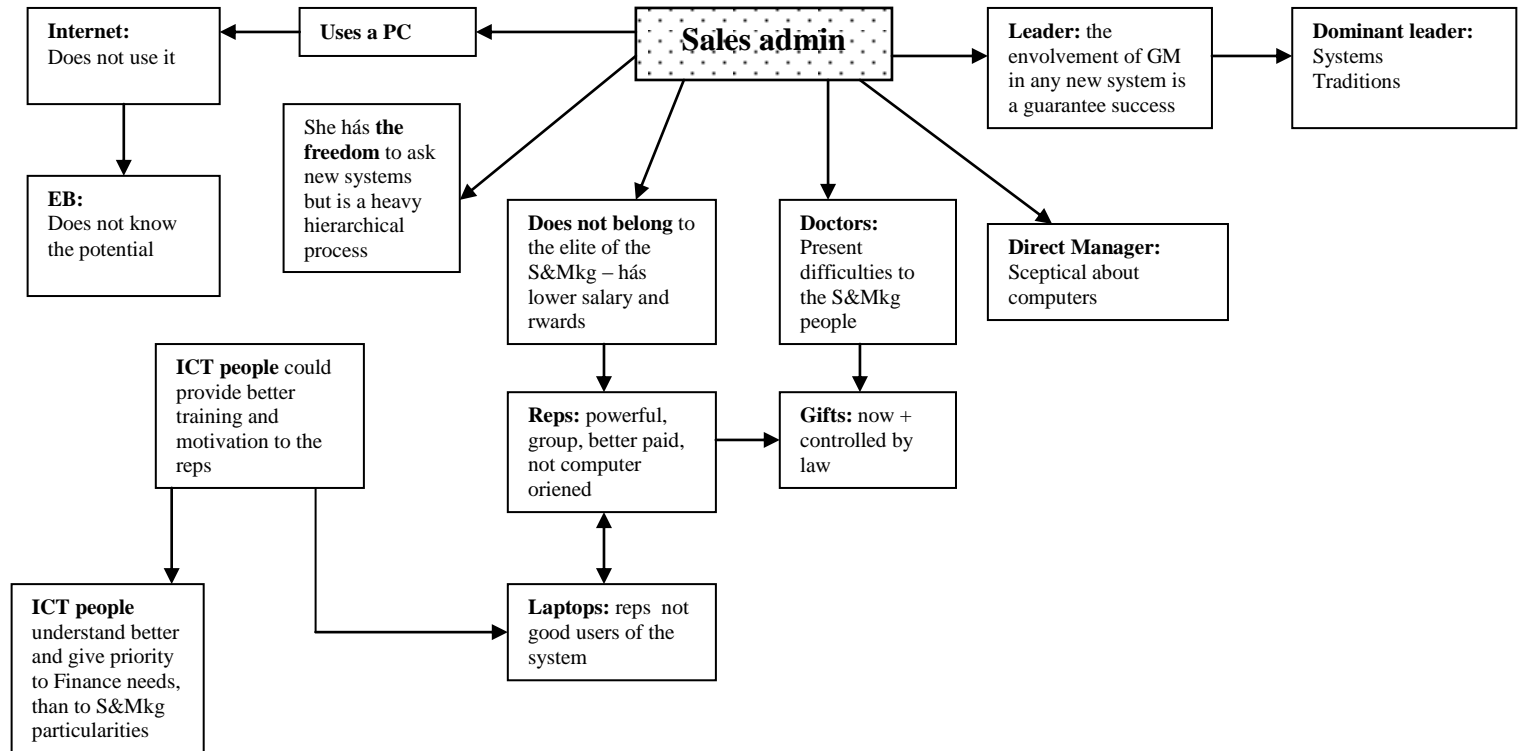 Sales admin
Uses a PC
Internet:
Does not use it
EB:
Does not know
the potential
She hás the
freedom to ask
new systems
but is a heavy
hierarchical
process
Does not belong to
the elite of the
S&Mkg – hás
lower salary and
rwards
Doctors:
Present
difficulties to
the S&Mkg
people
Leader: the
envolvement of GM
in any new system is
a guarantee success
Dominant leader:
Systems
Traditions
Direct Manager:
Sceptical about
computers
ICT people could
provide better
training and
motivation to the
reps
Reps: powerful,
group, better paid,
not computer
oriened
Gifts: now +
controlled by
law
ICT people
understand better
and give priority
to Finance needs,
than to S&Mkg
particularities
Laptops: reps  not
good users of the
system